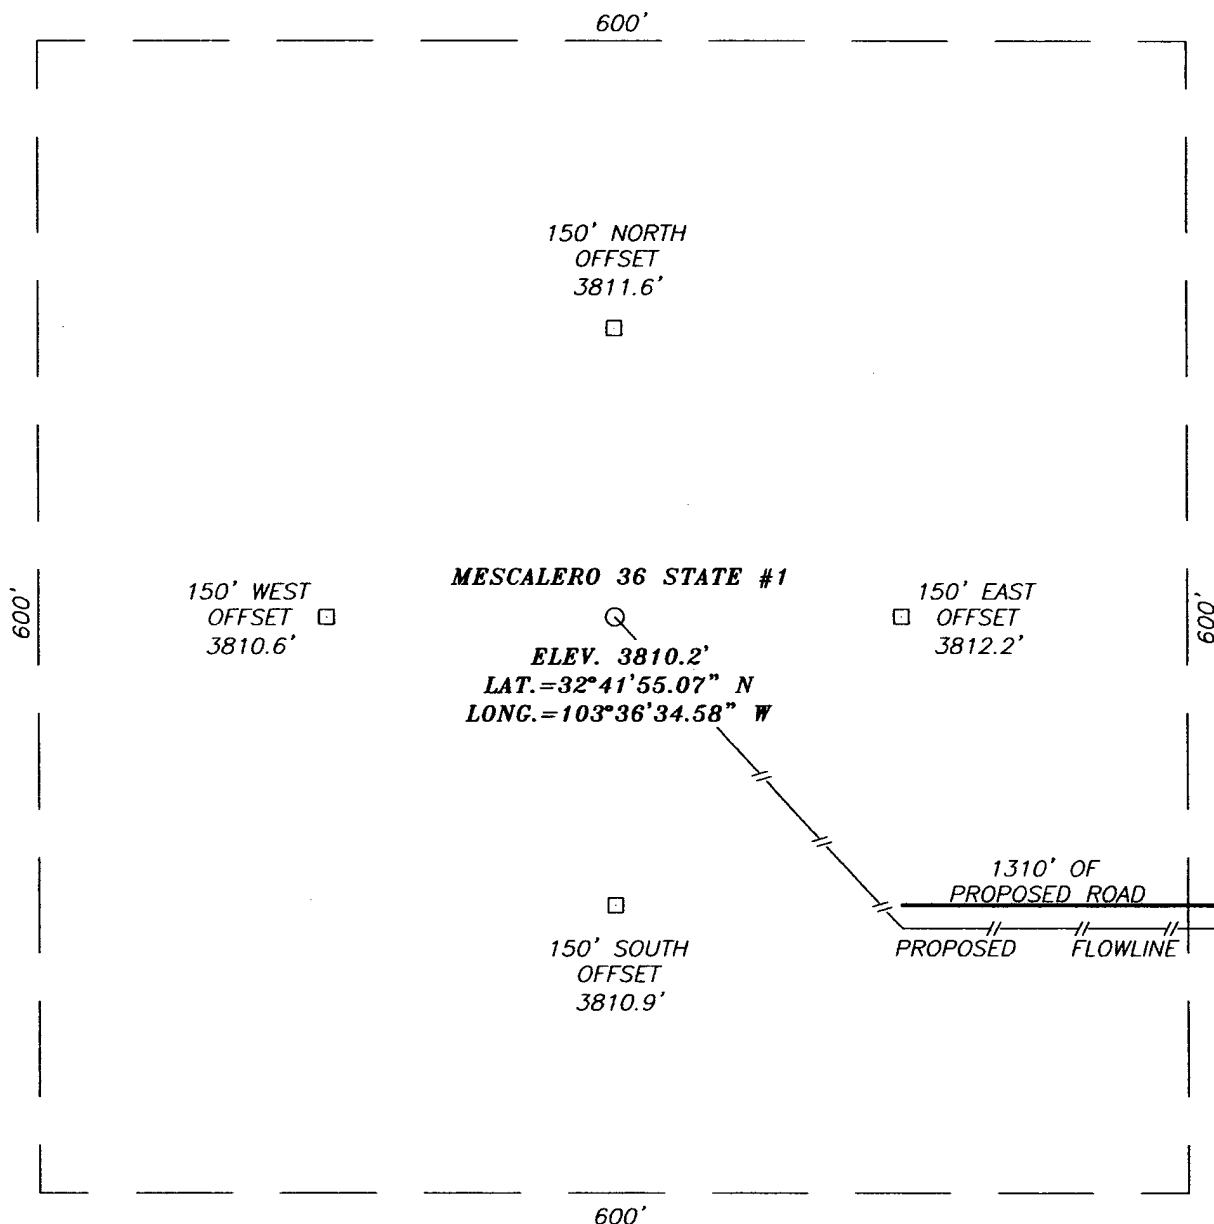 600'
150' NORTH
OFFSET
3811.6'
600'
150' WEST
OFFSET
3810.6'
MESCALERO 36 STATE #1
ELEV. 3810.2'
LAT.=32°41'55.07" N
LONG.=103°36'34.58" W
150' EAST
OFFSET
3812.2'
600'
1310' OF
PROPOSED ROAD
PROPOSED FLOWLINE
150' SOUTH
OFFSET
3810.9'
600'